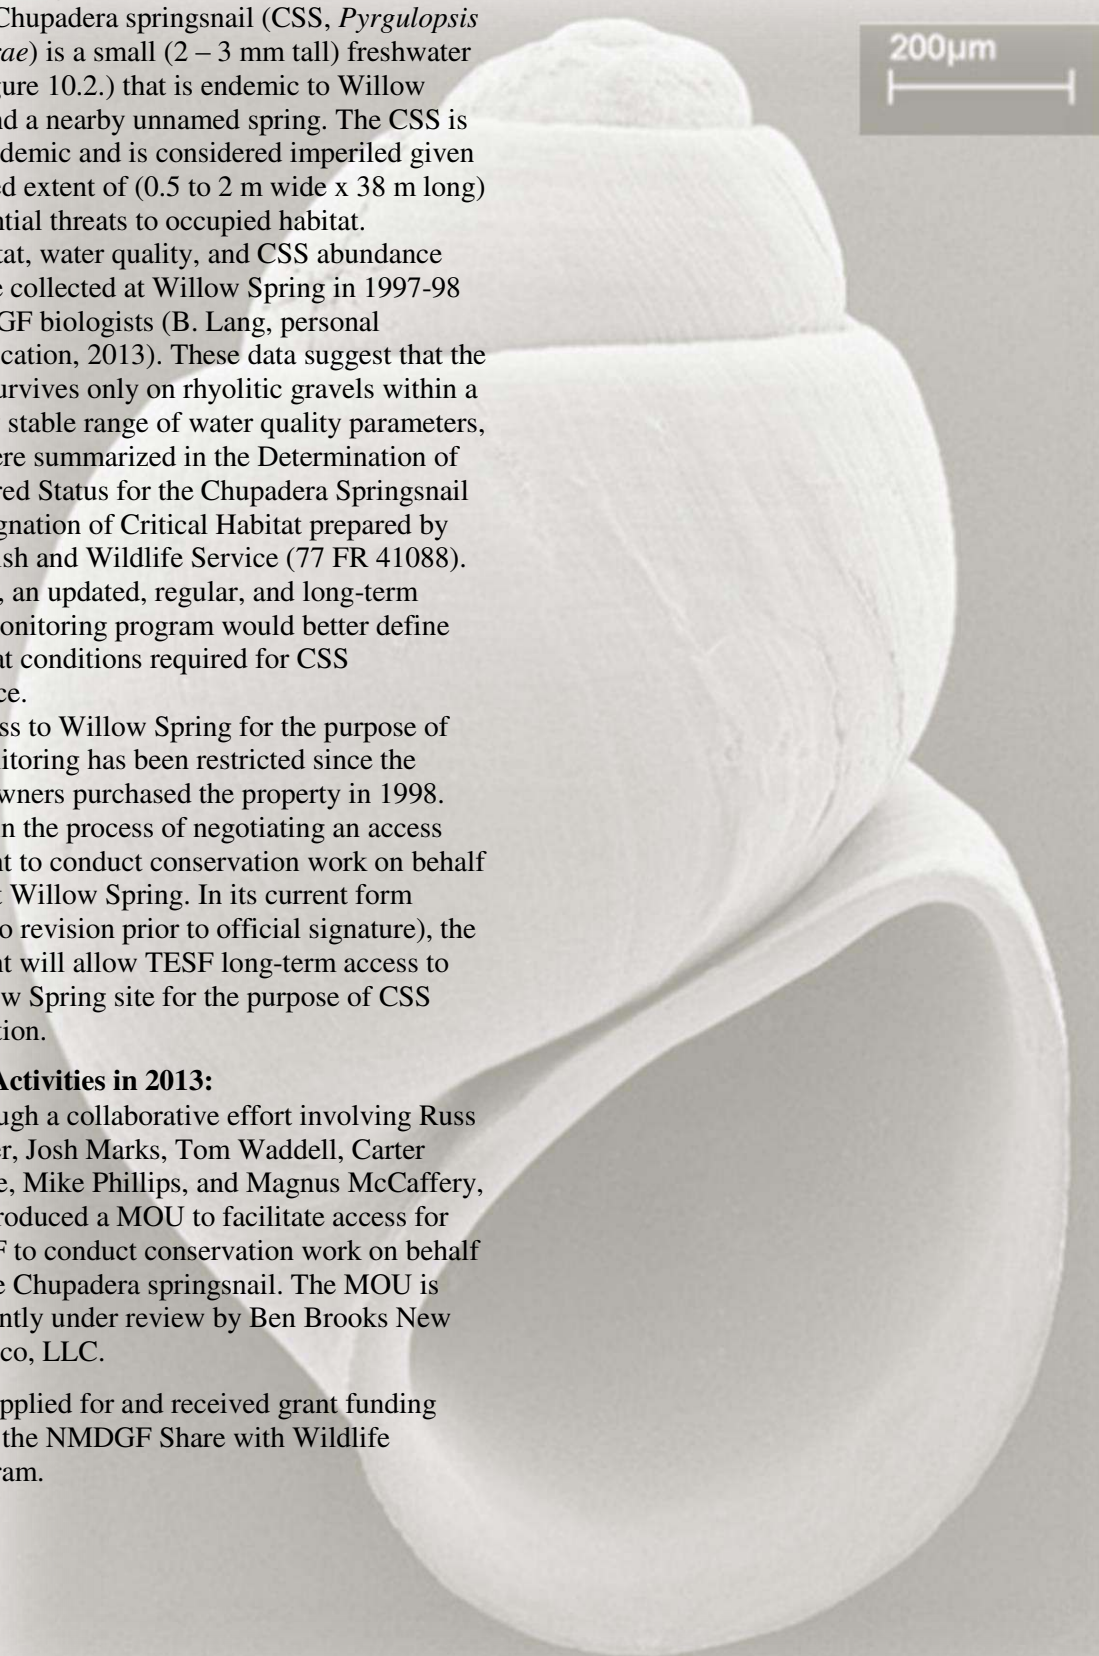 Chupadera springsnail (CSS, Pyrgulopsis
rae) is a small (2 – 3 mm tall) freshwater
gure 10.2.) that is endemic to Willow
nd a nearby unnamed spring. The CSS is
demic and is considered imperiled given
ed extent of (0.5 to 2 m wide x 38 m long)
ntial threats to occupied habitat.
tat, water quality, and CSS abundance
e collected at Willow Spring in 1997-98
GF biologists (B. Lang, personal
cation, 2013). These data suggest that the
urvives only on rhyolitic gravels within a
stable range of water quality parameters,
ere summarized in the Determination of
red Status for the Chupadera Springsnail
gnation of Critical Habitat prepared by
ish and Wildlife Service (77 FR 41088).
, an updated, regular, and long-term
onitoring program would better define
at conditions required for CSS
ce.
ss to Willow Spring for the purpose of
nitoring has been restricted since the
wners purchased the property in 1998.
in the process of negotiating an access
nt to conduct conservation work on behalf
t Willow Spring. In its current form
o revision prior to official signature), the
nt will allow TESF long-term access to
w Spring site for the purpose of CSS
tion.
Activities in 2013:
ugh a collaborative effort involving Russ
er, Josh Marks, Tom Waddell, Carter
e, Mike Phillips, and Magnus McCaffery,
roduced a MOU to facilitate access for
F to conduct conservation work on behalf
e Chupadera springsnail. The MOU is
ntly under review by Ben Brooks New
co, LLC.
pplied for and received grant funding
the NMDGF Share with Wildlife
ram.
200µm